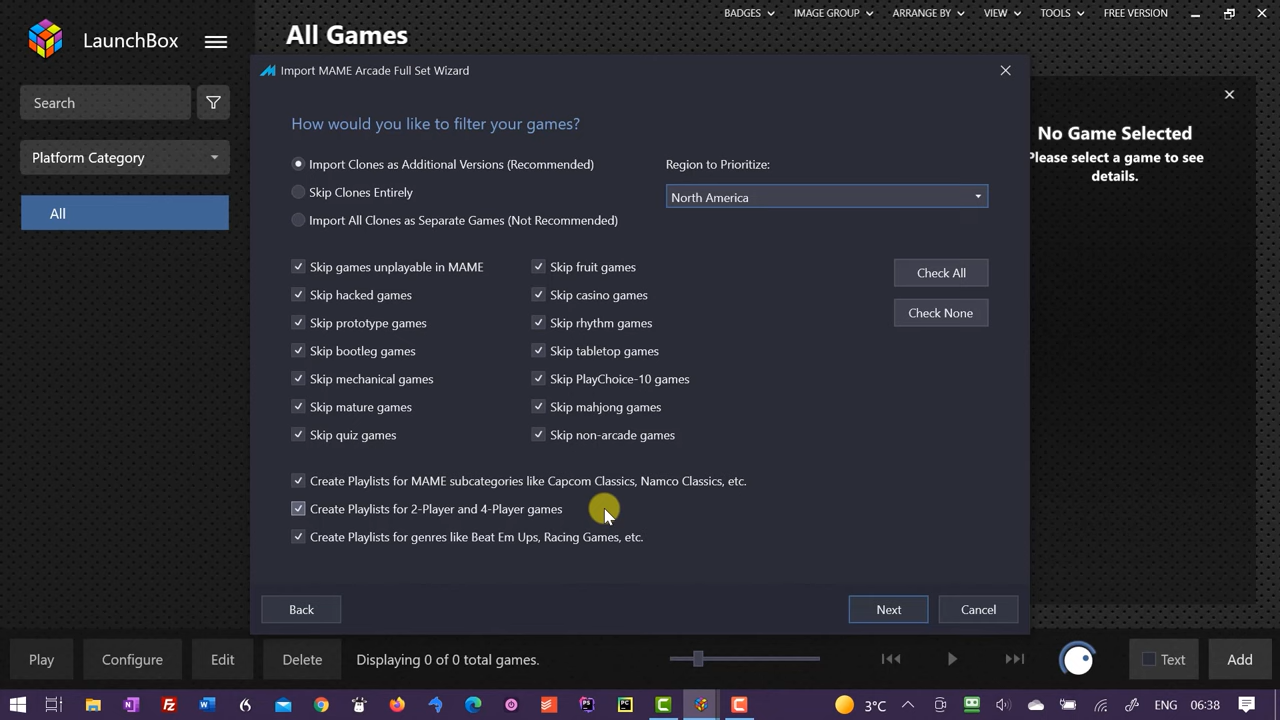 BADGES IMAGE GROUP ARRANGE BY VIEW TOOLS FREE VERSION
LaunchBox
All Games
Import MAME Arcade Full Set Wizard
Search
Platform Category
All
No Game Selected
Please select a game to see
details.
How would you like to filter your games?
Import Clones as Additional Versions (Recommended)
Skip Clones Entirely
Import All Clones as Separate Games (Not Recommended)
Region to Prioritize:
North America
Skip games unplayable in MAME
Skip hacked games
Skip prototype games
Skip bootleg games
Skip mechanical games
Skip mature games
Skip quiz games
Skip fruit games
Skip casino games
Skip rhythm games
Skip tabletop games
Skip PlayChoice-10 games
Skip mahjong games
Skip non-arcade games
Check All
Check None
Create Playlists for MAME subcategories like Capcom Classics, Namco Classics, etc.
Create Playlists for 2-Player and 4-Player games
Create Playlists for genres like Beat Em Ups, Racing Games, etc.
Back Next Cancel
Play Configure Edit Delete Displaying 0 of 0 total games. Text Add
3°C ENG 06:38